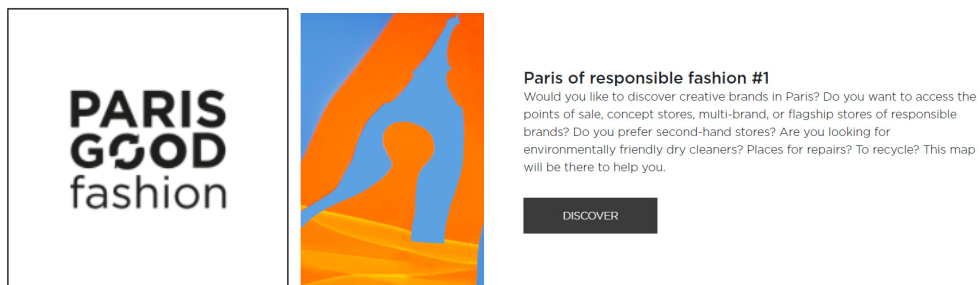 PARIS
GOOD
fashion
Paris of responsible fashion #1
Would you like to discover creative brands in Paris? Do you want to access the
points of sale, concept stores, multi-brand, or flagship stores of responsible
brands? Do you prefer second-hand stores? Are you looking for
environmentally friendly dry cleaners? Places for repairs? To recycle? This map
will be there to help you.
DISCOVER